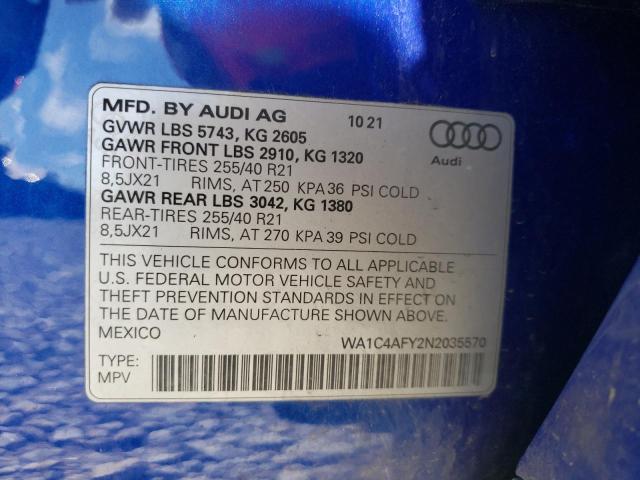 MFD. BY AUDI AG 10 21
GVWR LBS 5743, KG 2605
GAWR FRONT LBS 2910, KG 1320
FRONT-TIRES 255/40 R21
8,5JX21 RIMS, AT 250 KPA 36 PSI COLD
GAWR REAR LBS 3042, KG 1380
REAR-TIRES 255/40 R21
8,5JX21 RIMS, AT 270 KPA 39 PSI COLD
Audi
THIS VEHICLE CONFORMS TO ALL APPLICABLE
U.S. FEDERAL MOTOR VEHICLE SAFETY AND
THEFT PREVENTION STANDARDS IN EFFECT ON
THE DATE OF MANUFACTURE SHOWN ABOVE.
MEXICO WA1C4AFY2N2035570
TYPE:
MPV